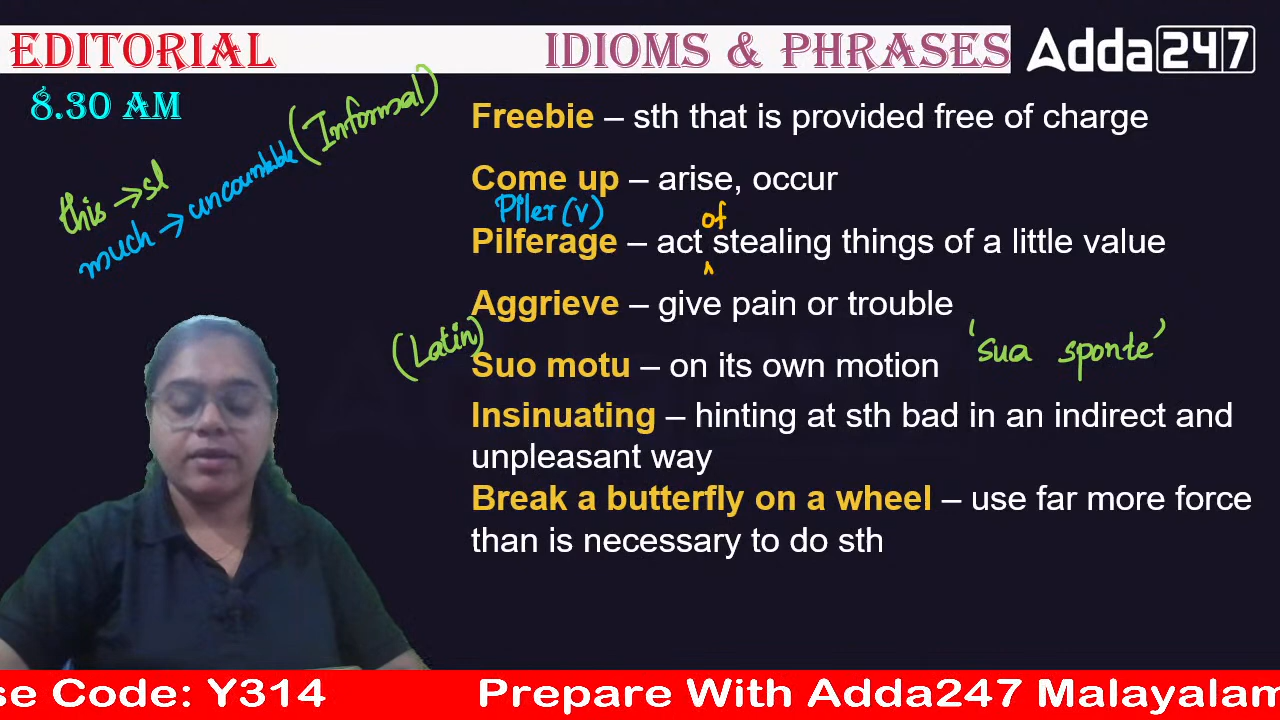 EDITORIAL
IDIOMS & PHRASES
Adda247
8.30 AM
(Informal)
this → sl
much → uncountable
Freebie – sth that is provided free of charge
Come up – arise, occur
Piler (v)
of
Pilferage – act stealing things of a little value
Aggrieve – give pain or trouble
(Latin)
'sua sponte'
Suo motu – on its own motion
Insinuating – hinting at sth bad in an indirect and
unpleasant way
Break a butterfly on a wheel – use far more force
than is necessary to do sth
se Code: Y314 Prepare With Adda247 Malayalam